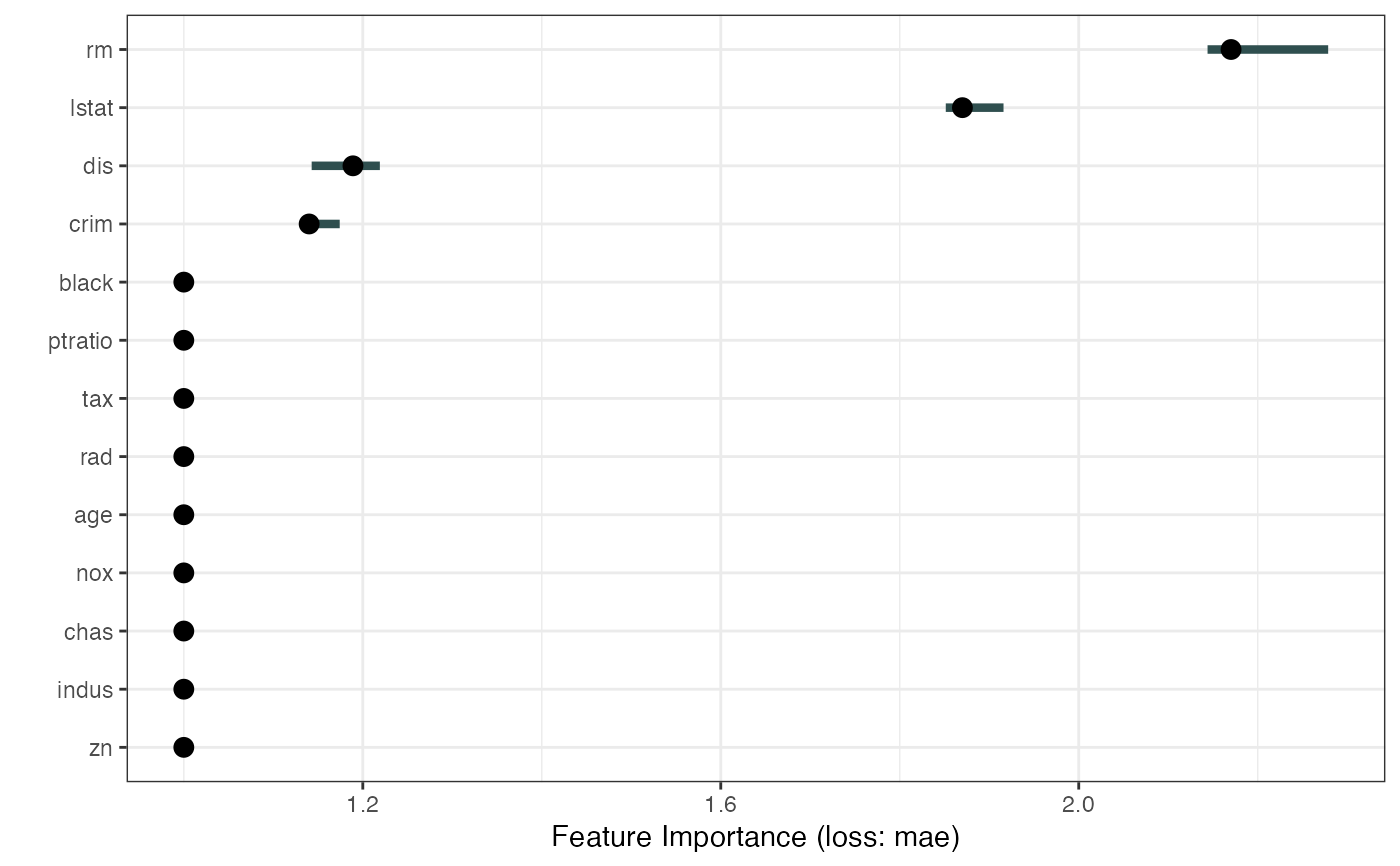 rm
lstat
dis
crim
black
ptratio
tax
rad
age
nox
chas
indus
zn
1.2 1.6 2.0
Feature Importance (loss: mae)